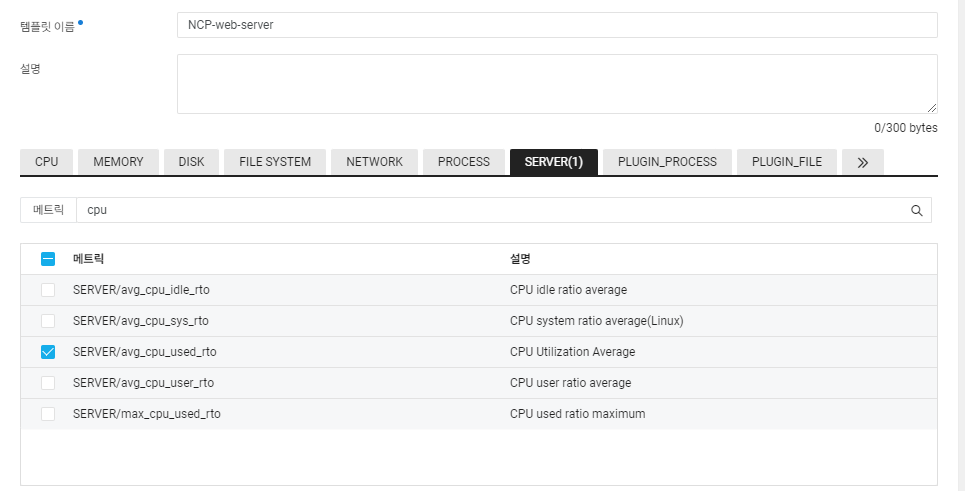 템플릿 이름 NCP-web-server
설명
0/300 bytes
CPU MEMORY DISK FILE SYSTEM NETWORK PROCESS SERVER(1) PLUGIN_PROCESS PLUGIN_FILE
메트릭 cpu
메트릭 설명
SERVER/avg_cpu_idle_rto CPU idle ratio average
SERVER/avg_cpu_sys_rto CPU system ratio average(Linux)
SERVER/avg_cpu_used_rto CPU Utilization Average
SERVER/avg_cpu_user_rto CPU user ratio average
SERVER/max_cpu_used_rto CPU used ratio maximum